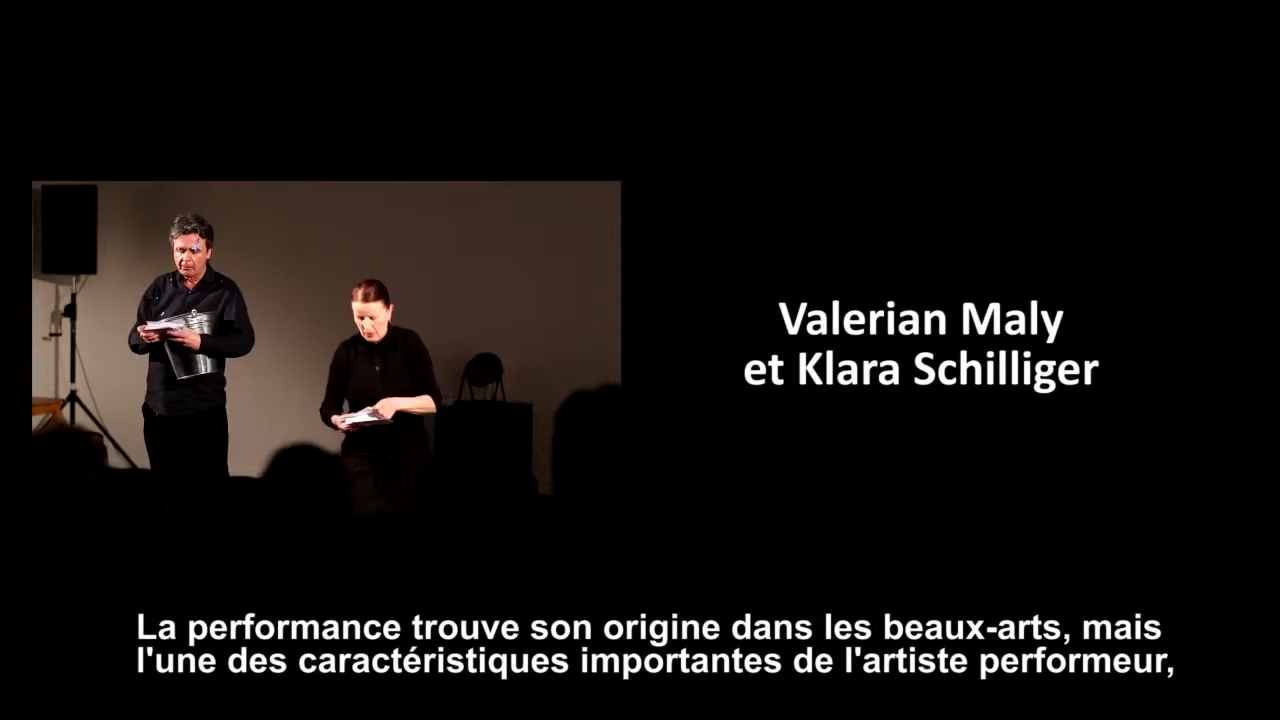 Valerian Maly
et Klara Schilliger
La performance trouve son origine dans les beaux-arts, mais
l'une des caractéristiques importantes de l'artiste performeur,